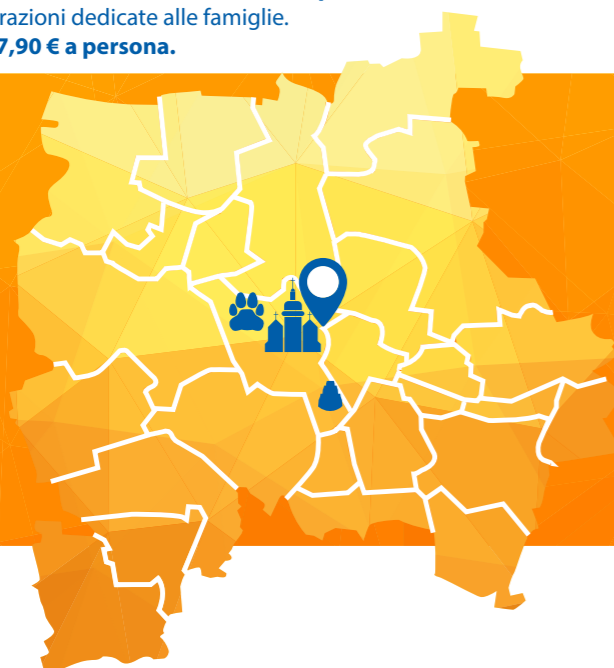 razioni dedicate alle famiglie.
7,90 € a persona.